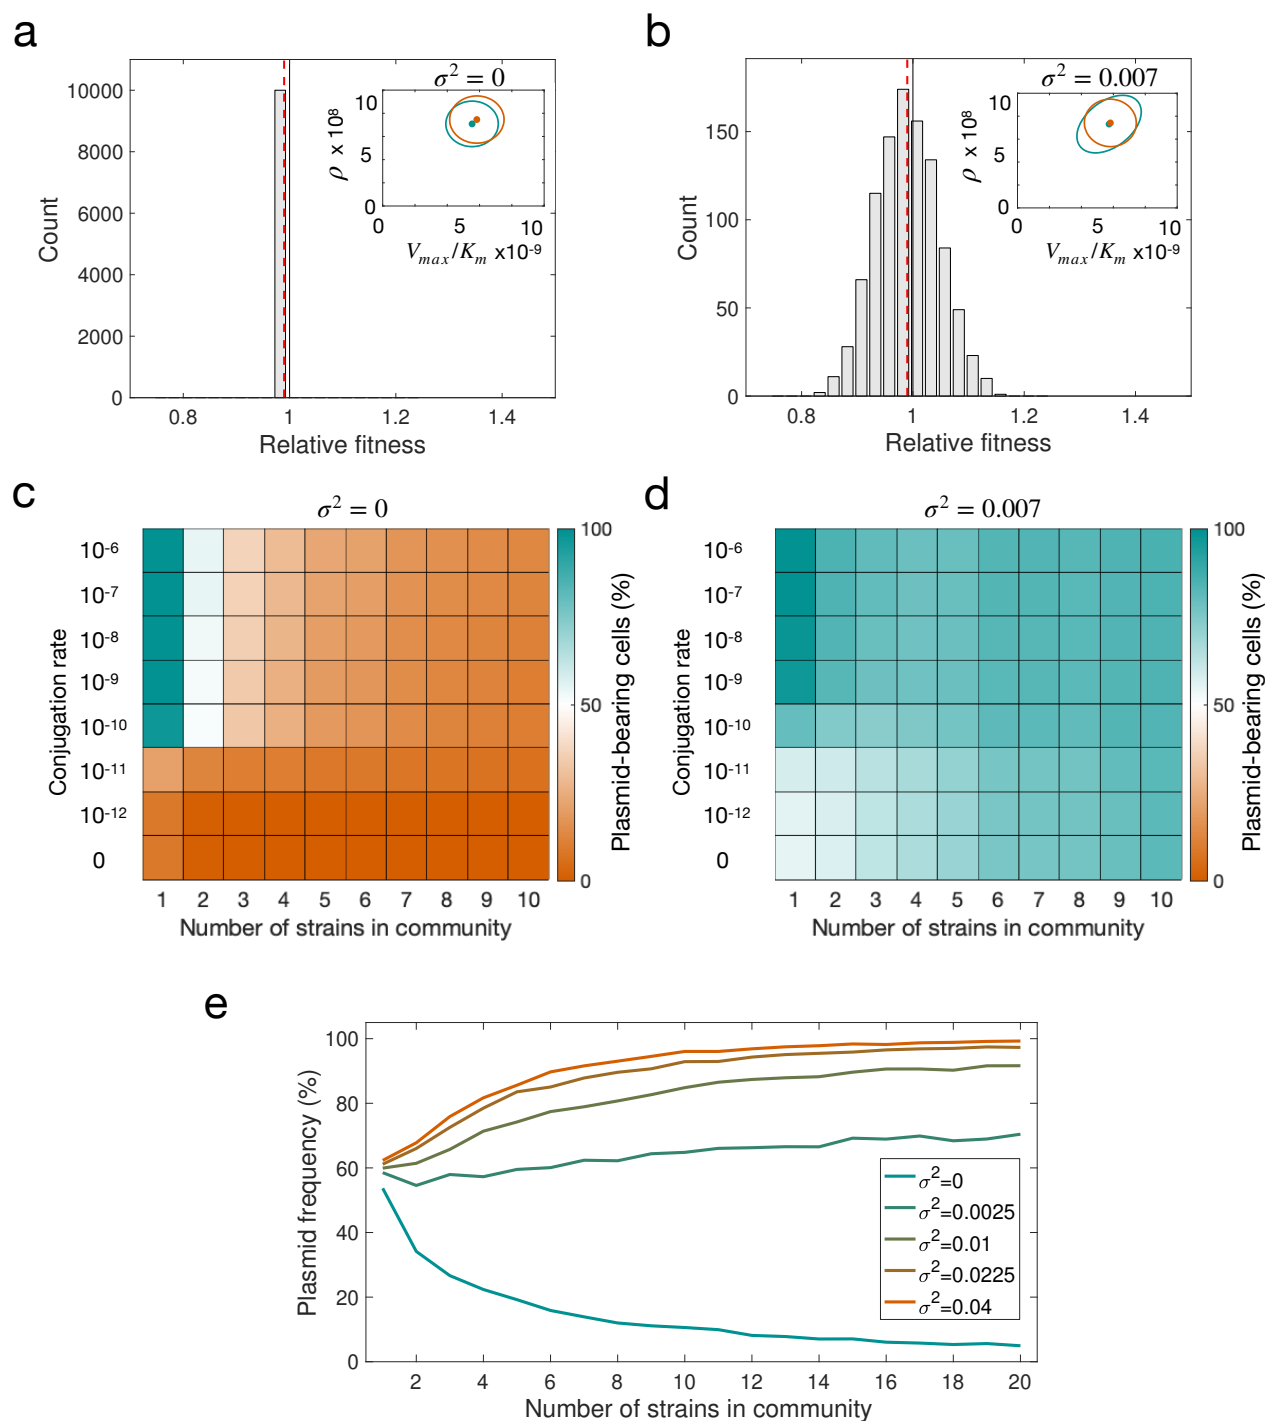 a
σ² = 0
10000
8000
6000
4000
2000
0
Count
0.8 1 1.2 1.4
Relative fitness
10
5
0
ρ x 10⁸
0 5 10
Vmax/Km x10⁻⁹
b
σ² = 0.007
150
100
50
0
Count
0.8 1 1.2 1.4
Relative fitness
10
5
0
ρ x 10⁸
0 5 10
Vmax/Km x10⁻⁹
c
σ² = 0
Conjugation rate
10⁻⁶
10⁻⁷
10⁻⁸
10⁻⁹
10⁻¹⁰
10⁻¹¹
10⁻¹²
0
1 2 3 4 5 6 7 8 9 10
Number of strains in community
100
50
0
Plasmid-bearing cells (%)
d
σ² = 0.007
Conjugation rate
10⁻⁶
10⁻⁷
10⁻⁸
10⁻⁹
10⁻¹⁰
10⁻¹¹
10⁻¹²
0
1 2 3 4 5 6 7 8 9 10
Number of strains in community
100
50
0
Plasmid-bearing cells (%)
e
Plasmid frequency (%)
100
80
60
40
20
0
σ²=0
σ²=0.0025
σ²=0.01
σ²=0.0225
σ²=0.04
2 4 6 8 10 12 14 16 18 20
Number of strains in community